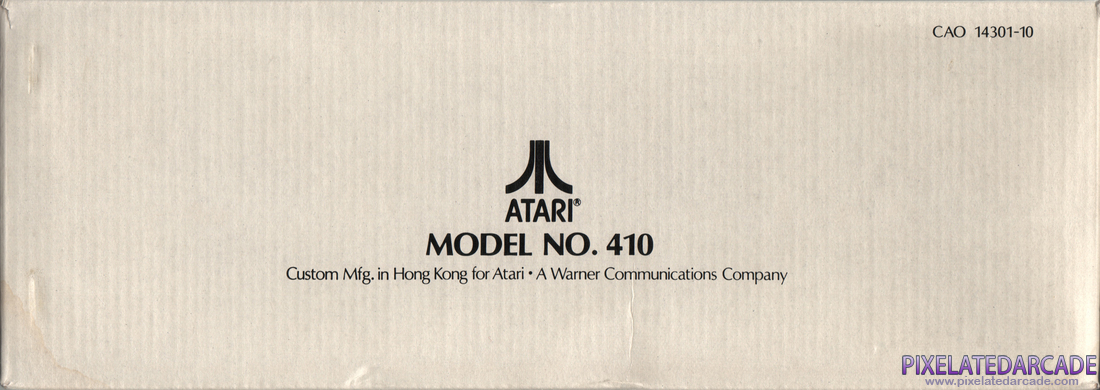 CAO 14301-10
ATARI®
MODEL NO. 410
Custom Mfg. in Hong Kong for Atari • A Warner Communications Company
PIXELATEDARCADE
www.pixelatedarcade.com